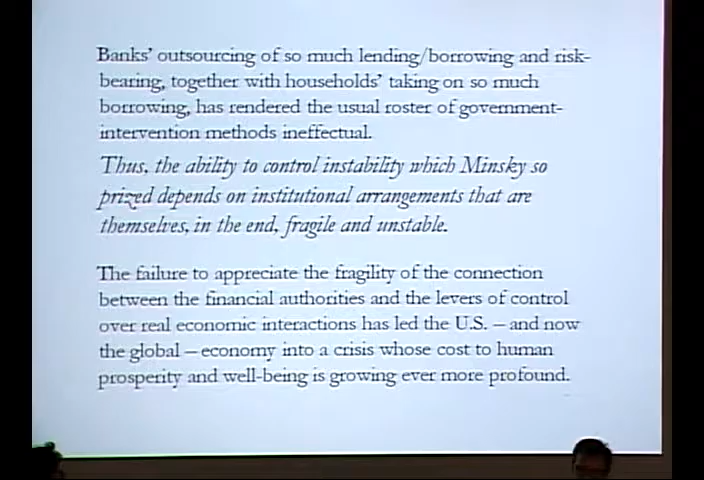 Banks' outsourcing of so much lending/borrowing and risk-
bearing, together with households' taking on so much
borrowing, has rendered the usual roster of government-
intervention methods ineffectual.
Thus, the ability to control instability which Minsky so
prized depends on institutional arrangements that are
themselves, in the end, fragile and unstable.
The failure to appreciate the fragility of the connection
between the financial authorities and the levers of control
over real economic interactions has led the U.S. – and now
the global – economy into a crisis whose cost to human
prosperity and well-being is growing ever more profound.